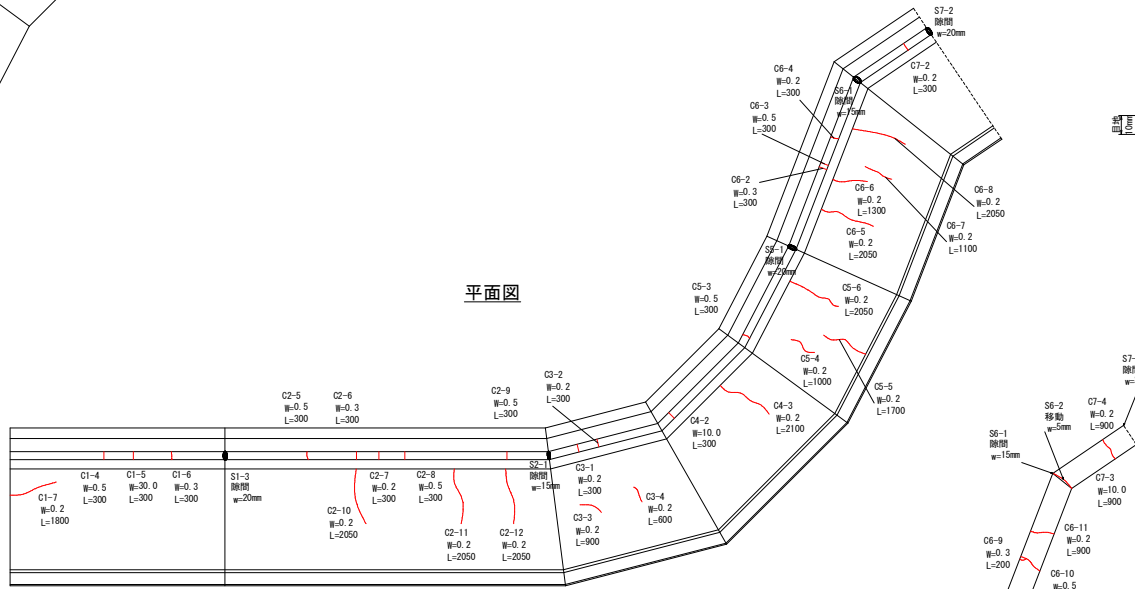 S7-2
隙間
w=20mm
C7-2
W=0.2
L=300
C6-4
W=0.2
L=300
S6-1
隙間
w=15mm
C6-3
W=0.5
L=300
C6-2
W=0.3
L=300
C6-6
W=0.2
L=1300
C6-8
W=0.2
L=2050
C6-7
W=0.2
L=1100
C6-5
W=0.2
L=2050
S5-1
隙間
w=20mm
目地
10mm
平面図
C5-3
W=0.5
L=300
C5-6
W=0.2
L=2050
C5-4
W=0.2
L=1000
C5-5
W=0.2
L=1700
C4-3
W=0.2
L=2100
C4-2
W=10.0
L=300
C3-2
W=0.2
L=300
C2-9
W=0.5
L=300
C2-5
W=0.5
L=300
C2-6
W=0.3
L=300
C1-7
W=0.2
L=1800
C1-4
W=0.5
L=300
C1-5
W=30.0
L=300
C1-6
W=0.3
L=300
S1-3
隙間
w=20mm
C2-7
W=0.2
L=300
C2-8
W=0.5
L=300
C2-10
W=0.2
L=2050
C2-11
W=0.2
L=2050
C2-12
W=0.2
L=2050
S2-1
隙間
w=15mm
C3-1
W=0.2
L=300
C3-3
W=0.2
L=900
C3-4
W=0.2
L=600
S7-
隙間
w=
S6-2
移動
w=5mm
C7-4
W=0.2
L=900
S6-1
隙間
w=15mm
C7-3
W=10.0
L=900
C6-11
W=0.2
L=900
C6-9
W=0.3
L=200
C6-10
W=0.5